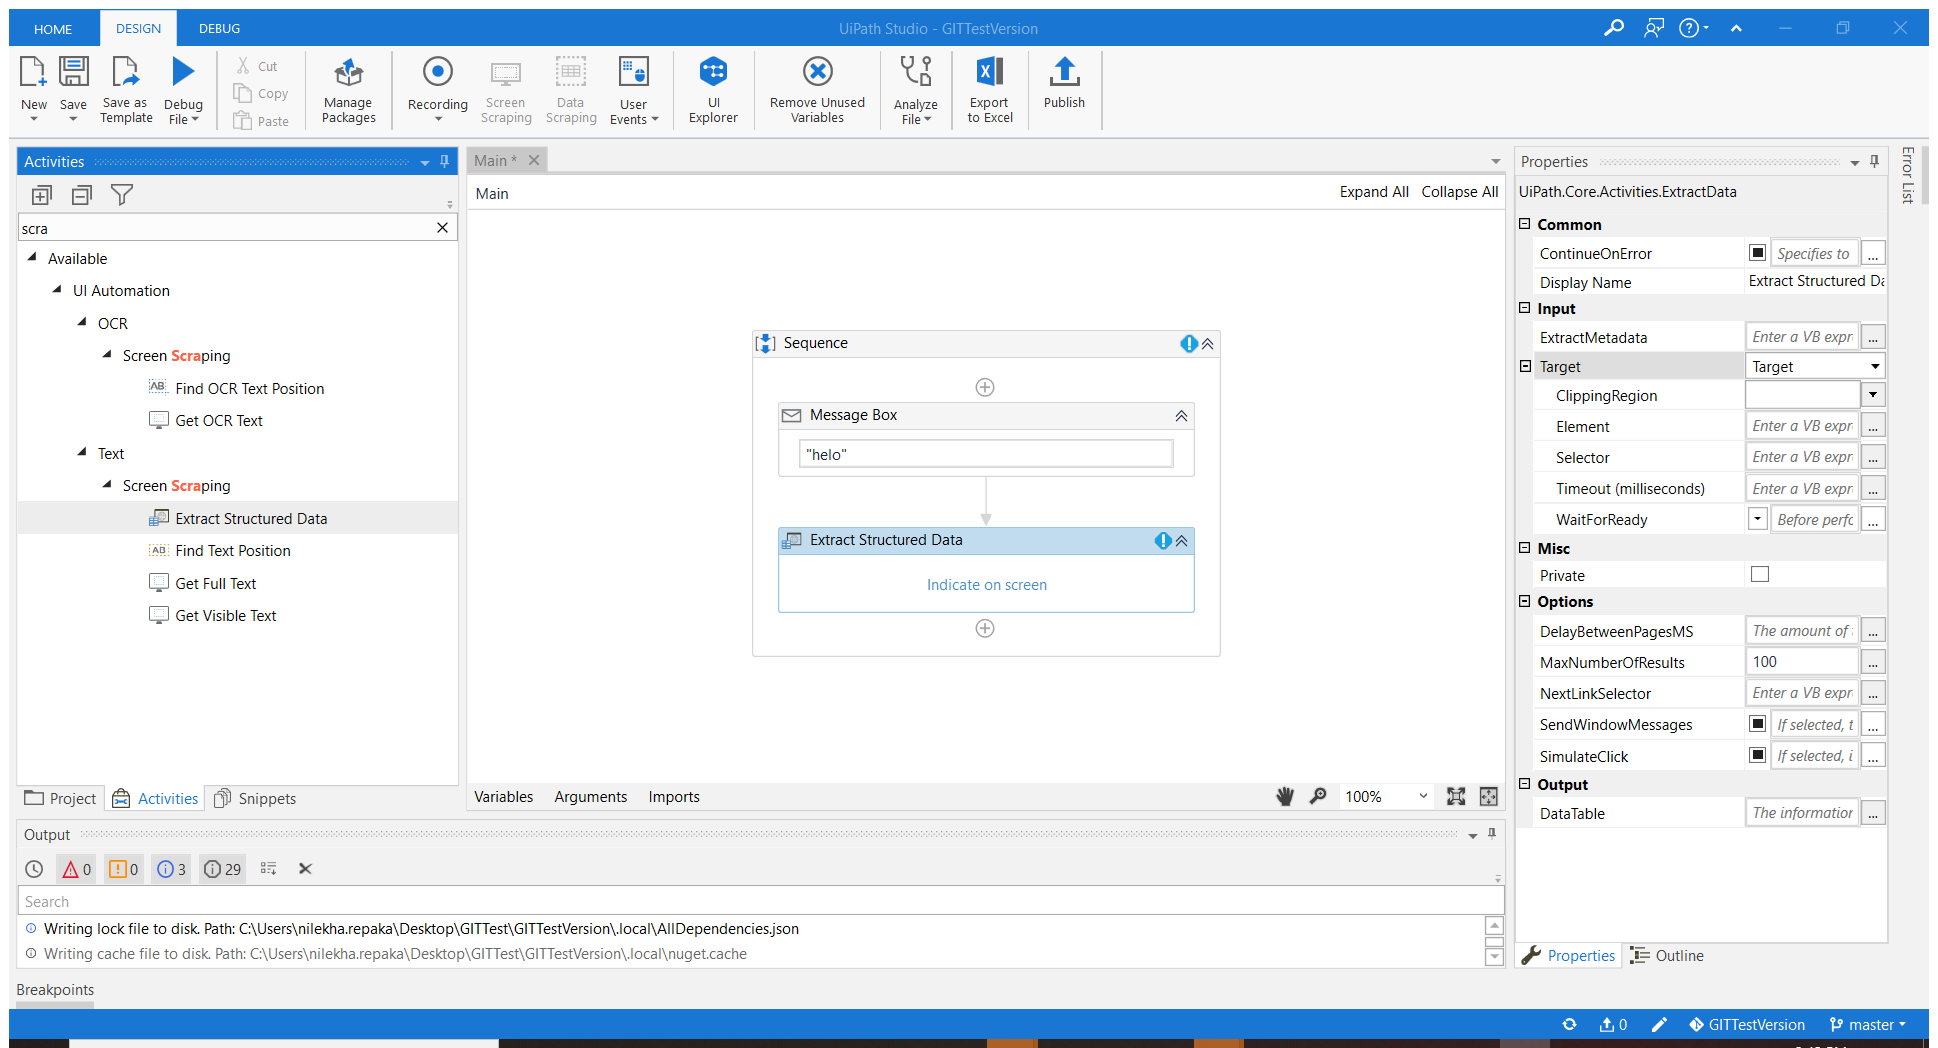 HOME DESIGN DEBUG UiPath Studio - GITTestVersion
New Save Save as Template Debug File
Cut
Copy
Paste
Manage Packages
Recording Screen Scraping Data Scraping User Events
UI Explorer
Remove Unused Variables
Analyze File
Export to Excel
Publish
Activities
scra
Available
UI Automation
OCR
Screen Scraping
Find OCR Text Position
Get OCR Text
Text
Screen Scraping
Extract Structured Data
Find Text Position
Get Full Text
Get Visible Text
Project Activities Snippets
Main *
Main Expand All Collapse All
Sequence
Message Box
"helo"
Extract Structured Data
Indicate on screen
Variables Arguments Imports 100%
Properties
UiPath.Core.Activities.ExtractData
Common
ContinueOnError Specifies to ...
Display Name Extract Structured Da
Input
ExtractMetadata Enter a VB expr ...
Target Target
ClippingRegion
Element Enter a VB expr ...
Selector Enter a VB expr ...
Timeout (milliseconds) Enter a VB expr ...
WaitForReady Before perfo ...
Misc
Private
Options
DelayBetweenPagesMS The amount of ...
MaxNumberOfResults 100 ...
NextLinkSelector Enter a VB expr ...
SendWindowMessages If selected, t ...
SimulateClick If selected, i ...
Output
DataTable The information ...
Properties Outline
Error List
Output
0 0 3 29
Search
Writing lock file to disk. Path: C:\Users\nilekha.repaka\Desktop\GITTest\GITTestVersion\.local\AllDependencies.json
Writing cache file to disk. Path: C:\Users\nilekha.repaka\Desktop\GITTest\GITTestVersion\.local\nuget.cache
Breakpoints
0 GITTestVersion master